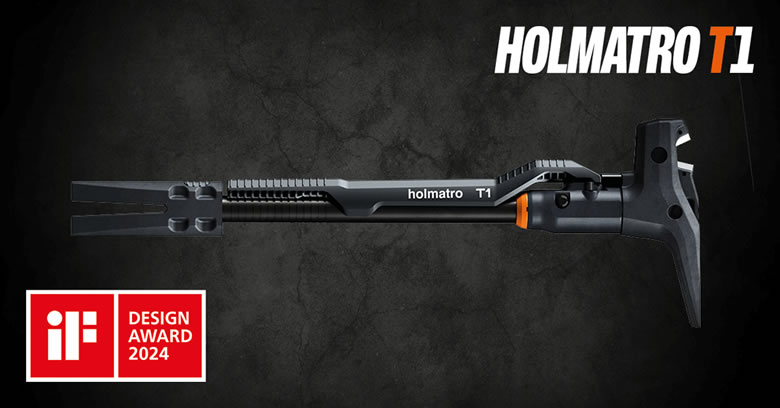 HOLMATRO T1
holmatro T1
iF
DESIGN
AWARD
2024